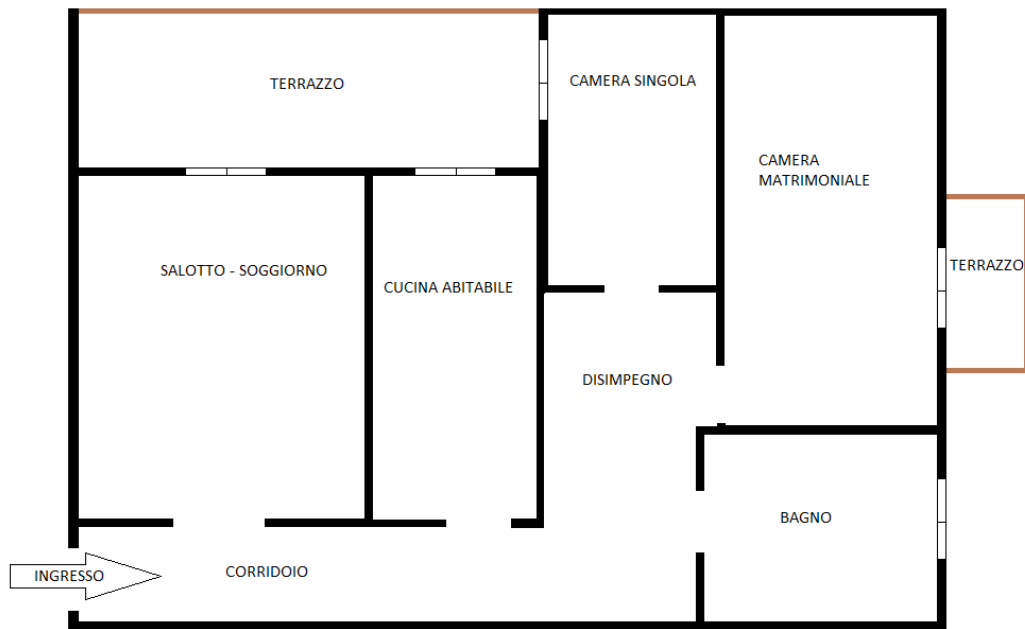 TERRAZZO
CAMERA SINGOLA
CAMERA
MATRIMONIALE
SALOTTO - SOGGIORNO
CUCINA ABITABILE
TERRAZZO
DISIMPEGNO
BAGNO
INGRESSO
CORRIDOIO